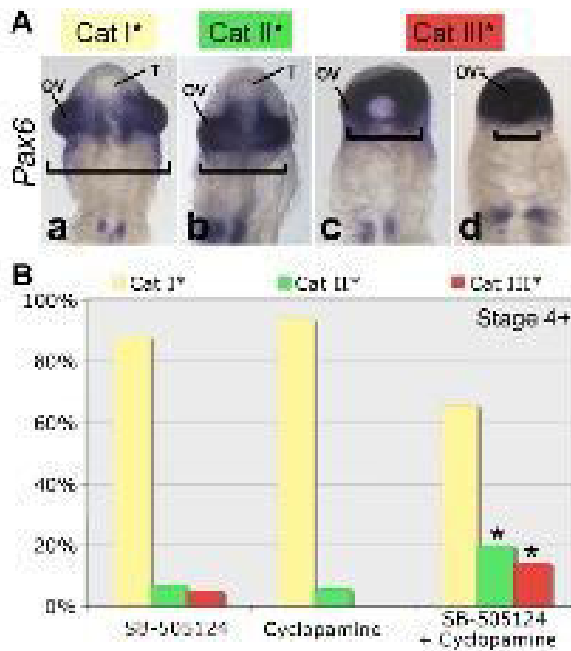 A
Cat I* Cat II* Cat III*
ov T ov T ov ov
Pax6
a b c d
B
Cat I* Cat II* Cat III*
100%
Stage 4+
80%
60%
40%
20%
* *
0%
SB-505124 Cyclopamine SB-505124
+ Cyclopamine